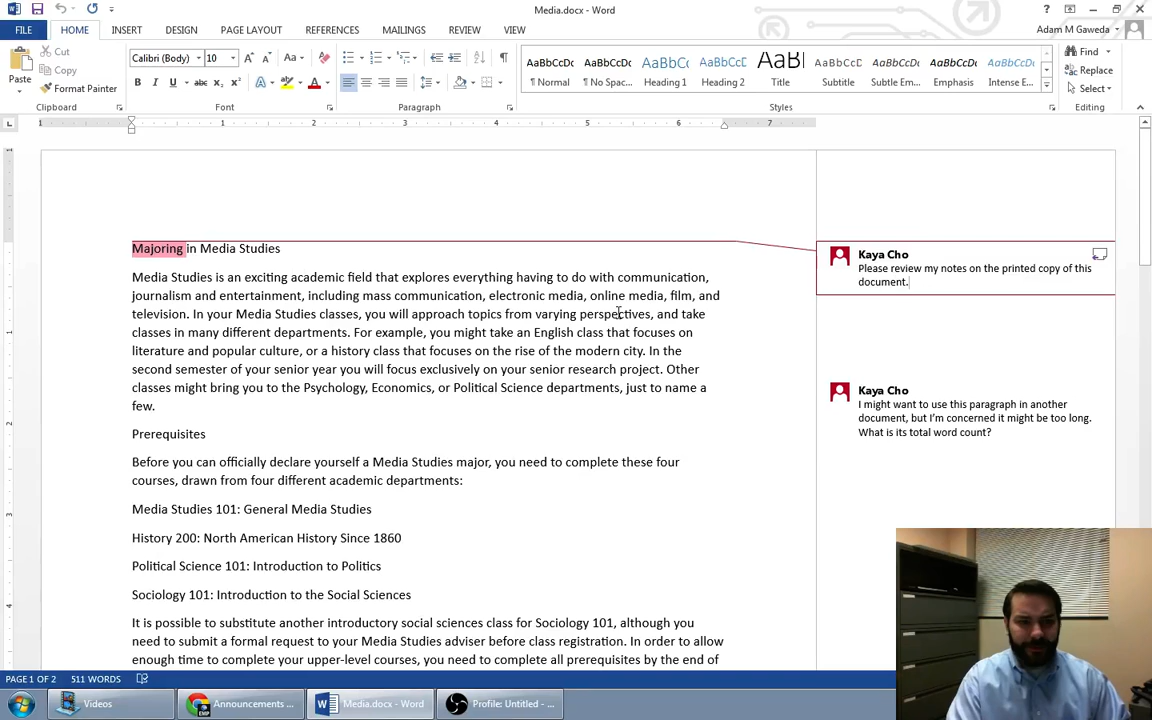 Media.docx - Word
?
FILE HOME INSERT DESIGN PAGE LAYOUT REFERENCES MAILINGS REVIEW VIEW Adam M Gaweda
Paste Cut Calibri (Body) 10 Aa AaBbCcDc AaBbCcDc AaBbCc AaBbCcC AaBl AaBbCcC AaBbCcDc AaBbCcDc AaBbCcDc Find
Copy Replace
Format Painter B I U abc ¶ Normal ¶ No Spac... Heading 1 Heading 2 Title Subtitle Subtle Em... Emphasis Intense E... Select
Clipboard Font Paragraph Styles Editing
1 1 2 3 4 5 6 7
Majoring in Media Studies
Media Studies is an exciting academic field that explores everything having to do with communication,
journalism and entertainment, including mass communication, electronic media, online media, film, and
television. In your Media Studies classes, you will approach topics from varying perspectives, and take
classes in many different departments. For example, you might take an English class that focuses on
literature and popular culture, or a history class that focuses on the rise of the modern city. In the
second semester of your senior year you will focus exclusively on your senior research project. Other
classes might bring you to the Psychology, Economics, or Political Science departments, just to name a
few.
Prerequisites
Before you can officially declare yourself a Media Studies major, you need to complete these four
courses, drawn from four different academic departments:
Media Studies 101: General Media Studies
History 200: North American History Since 1860
Political Science 101: Introduction to Politics
Sociology 101: Introduction to the Social Sciences
It is possible to substitute another introductory social sciences class for Sociology 101, although you
need to submit a formal request to your Media Studies adviser before class registration. In order to allow
enough time to complete your upper-level courses, you need to complete all prerequisites by the end of
Kaya Cho
Please review my notes on the printed copy of this
document.
Kaya Cho
I might want to use this paragraph in another
document, but I'm concerned it might be too long.
What is its total word count?
PAGE 1 OF 2 511 WORDS
Videos Announcements ... Media.docx - Word Profile: Untitled - ...